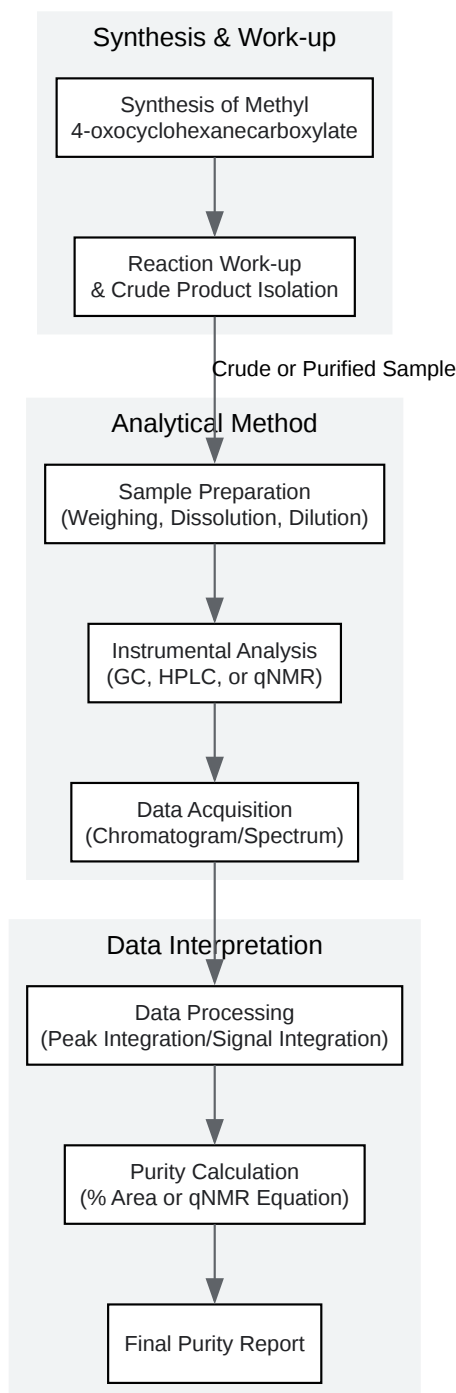 Synthesis & Work-up
Synthesis of Methyl
4-oxocyclohexanecarboxylate
Reaction Work-up
& Crude Product Isolation
Crude or Purified Sample
Analytical Method
Sample Preparation
(Weighing, Dissolution, Dilution)
Instrumental Analysis
(GC, HPLC, or qNMR)
Data Acquisition
(Chromatogram/Spectrum)
Data Interpretation
Data Processing
(Peak Integration/Signal Integration)
Purity Calculation
(% Area or qNMR Equation)
Final Purity Report